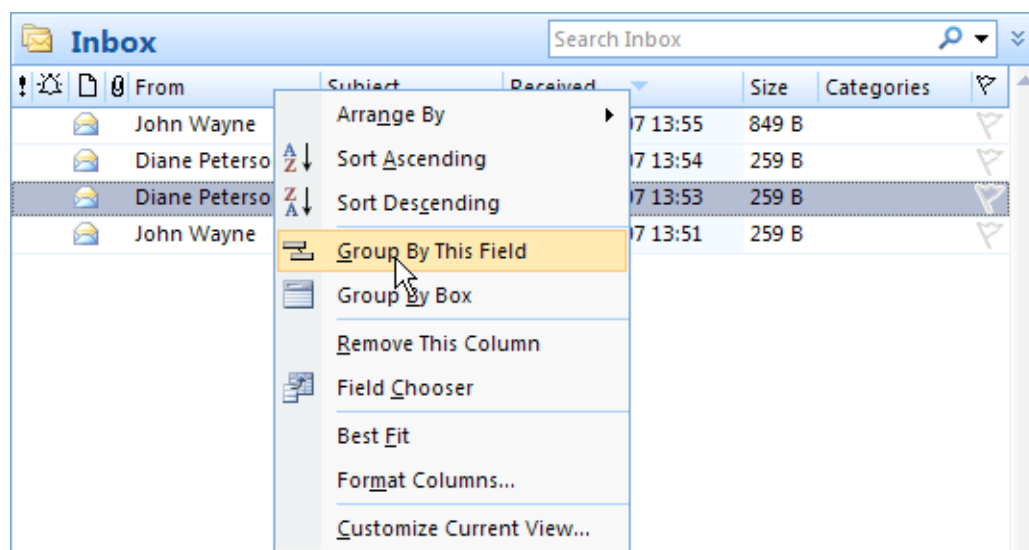 Inbox
Search Inbox
From Subject Received Size Categories
John Wayne 07 13:55 849 B
Diane Peterso 07 13:54 259 B
Diane Peterso 07 13:53 259 B
John Wayne 07 13:51 259 B
Arrange By
Sort Ascending
Sort Descending
Group By This Field
Group By Box
Remove This Column
Field Chooser
Best Fit
Format Columns...
Customize Current View...